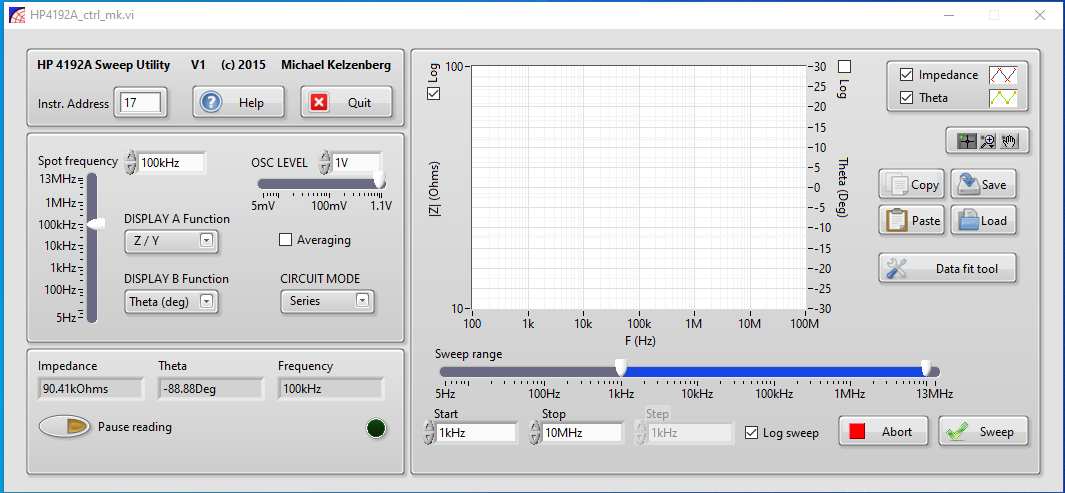 HP4192A_ctrl_mk.vi
HP 4192A Sweep Utility V1 (c) 2015 Michael Kelzenberg
Instr. Address 17 Help Quit
Spot frequency 100kHz
13MHz
1MHz
100kHz
10kHz
1kHz
100Hz
5Hz
OSC LEVEL 1V
5mV 100mV 1.1V
DISPLAY A Function
Z / Y
Averaging
DISPLAY B Function
Theta (deg)
CIRCUIT MODE
Series
Impedance Theta Frequency
90.41kOhms -88.88Deg 100kHz
Pause reading
Log
100
|Z| (Ohms)
10
100 1k 10k 100k 1M 10M 100M
F (Hz)
30
25
20
15
10
5
0
-5
-10
-15
-20
-25
-30
Log
Theta (Deg)
Impedance
Theta
Copy Save
Paste Load
Data fit tool
Sweep range
5Hz 100Hz 1kHz 10kHz 100kHz 1MHz 13MHz
Start Stop Step
1kHz 10MHz 1kHz Log sweep Abort Sweep